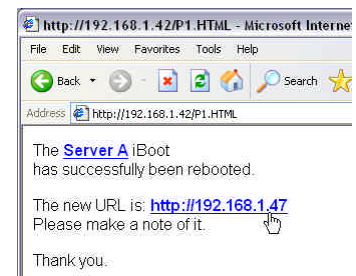 http://192.168.1.42/P1.HTML - Microsoft Interne
File Edit View Favorites Tools Help
Back Search
Address http://192.168.1.42/P1.HTML
The Server A iBoot
has successfully been rebooted.
The new URL is: http://192.168.1.47
Please make a note of it.
Thank you.